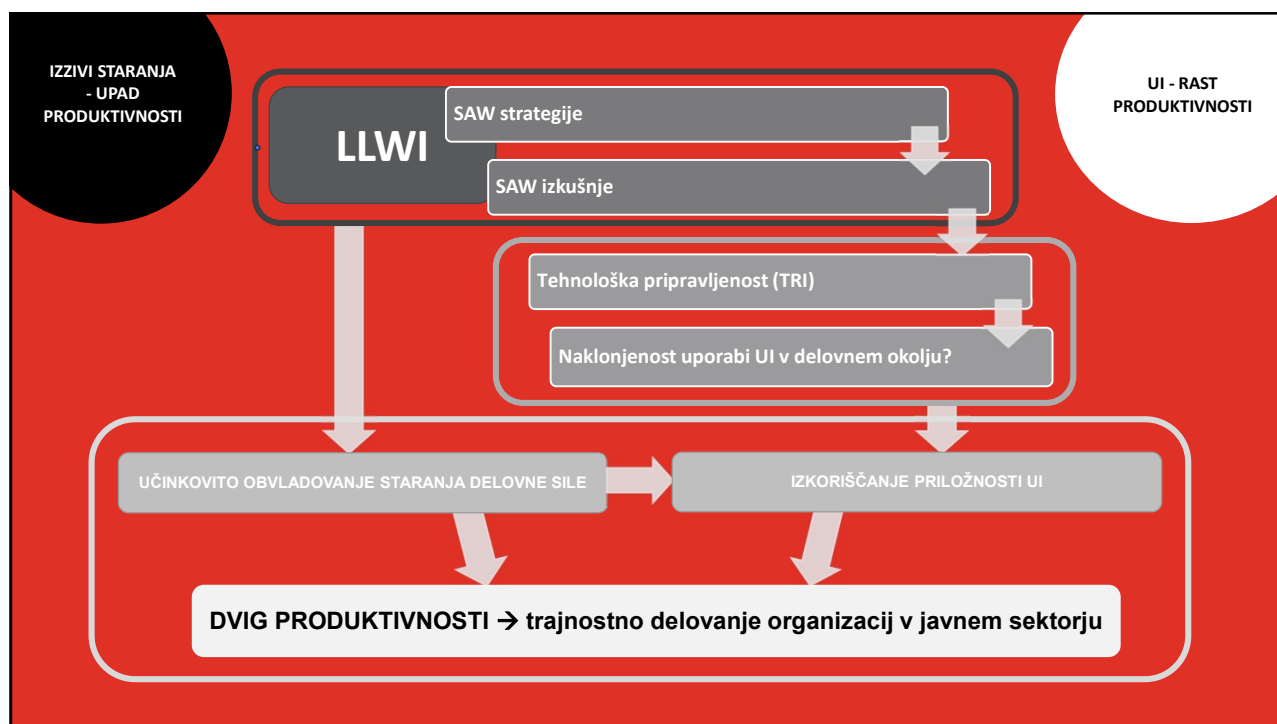 IZZIVI STARANJA
- UPAD
PRODUKTIVNOSTI
UI - RAST
PRODUKTIVNOSTI
LLWI
SAW strategije
SAW izkušnje
Tehnološka pripravljenost (TRI)
Naklonjenost uporabi UI v delovnem okolju?
UČINKOVITO OBVLADOVANJE STARANJA DELOVNE SILE
IZKORIŠČANJE PRILOŽNOSTI UI
DVIG PRODUKTIVNOSTI → trajnostno delovanje organizacij v javnem sektorju